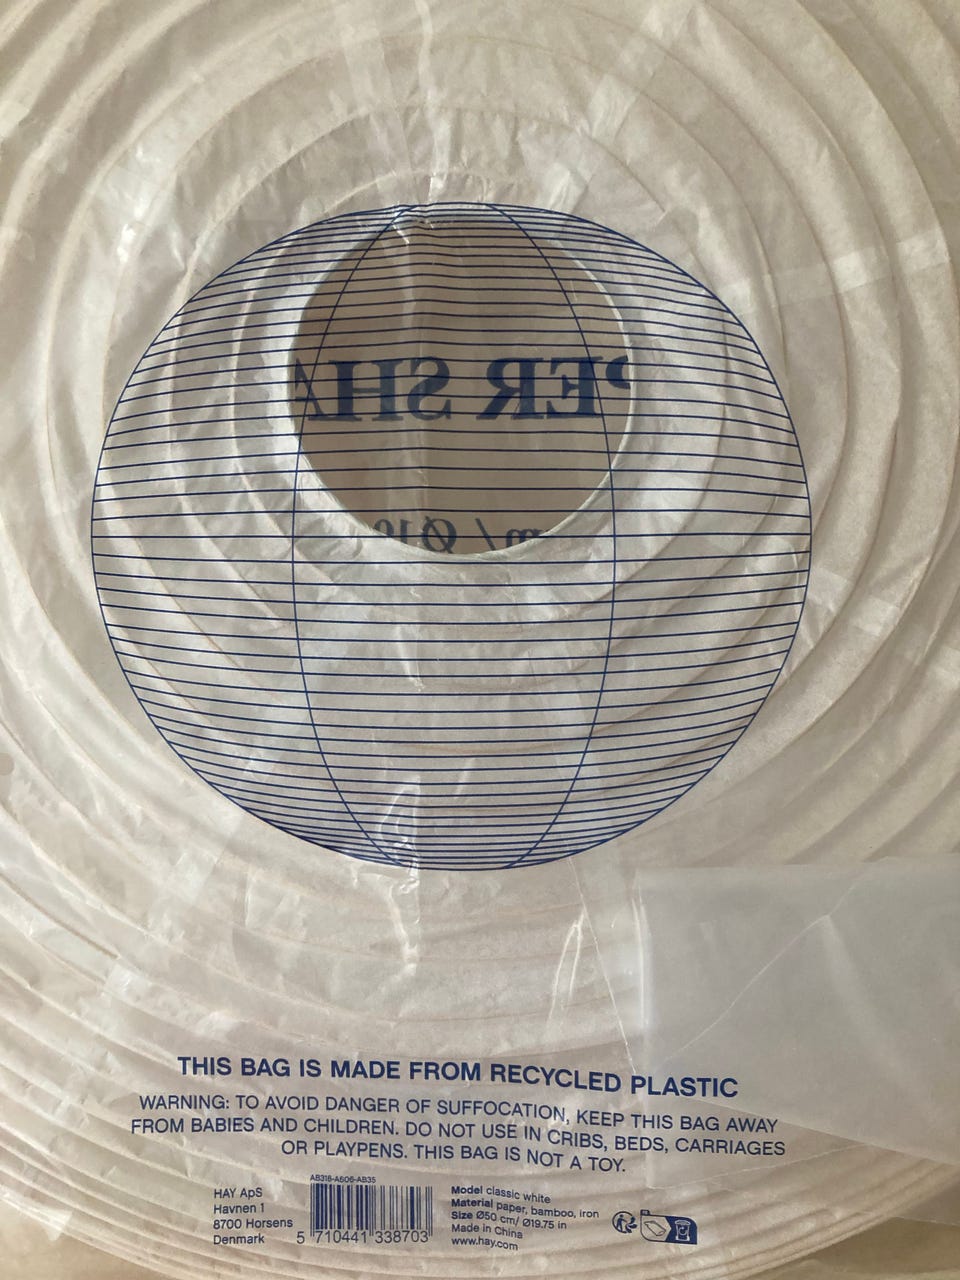 PER SHA
m/ Ø19
THIS BAG IS MADE FROM RECYCLED PLASTIC
WARNING: TO AVOID DANGER OF SUFFOCATION, KEEP THIS BAG AWAY
FROM BABIES AND CHILDREN. DO NOT USE IN CRIBS, BEDS, CARRIAGES
OR PLAYPENS. THIS BAG IS NOT A TOY.
HAY ApS
Havnen 1
8700 Horsens
Denmark
AB318-A606-AB35
5 710441 338703
Model classic white
Material paper, bamboo, iron
Size Ø50 cm/ Ø19.75 in
Made in China
www.hay.com